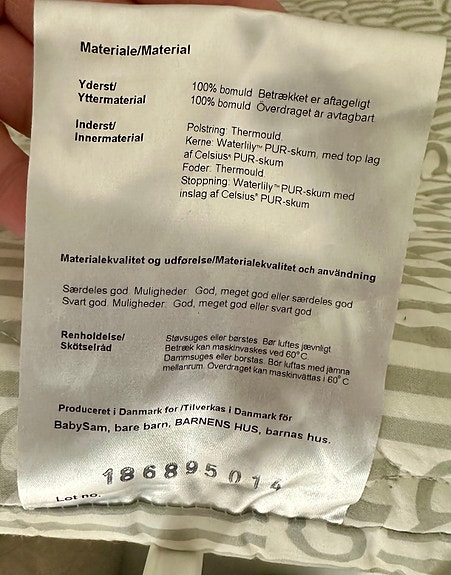 Materiale/Material
Yderst/ 100% bomuld Betrækket er aftageligt
Yttermaterial 100% bomuld Överdraget är avtagbart
Inderst/ Polstring: Thermould
Innermaterial Kerne: Waterlily™ PUR-skum, med top lag
af Celsius® PUR-skum
Foder: Thermould
Stoppning: Waterlily™ PUR-skum med
inslag af Celsius® PUR-skum
Materialekvalitet og udførelse/Materialekvalitet och användning
Særdeles god. Muligheder: God, meget god eller særdeles god
Svart god. Muligheder: God, meget god eller svart god
Renholdelse/ Støvsuges eller børstes. Bør luftes jævnligt
Skötselråd Betræk kan maskinvaskes ved 60°C
Dammsuges eller borstas. Bör luftas med jämna
mellanrum. Överdraget kan maskinvättas i 60°C
Produceret i Danmark for /Tilverkas i Danmark för
BabySam, bare barn, BARNENS HUS, barnas hus.
186895014
Lot no.